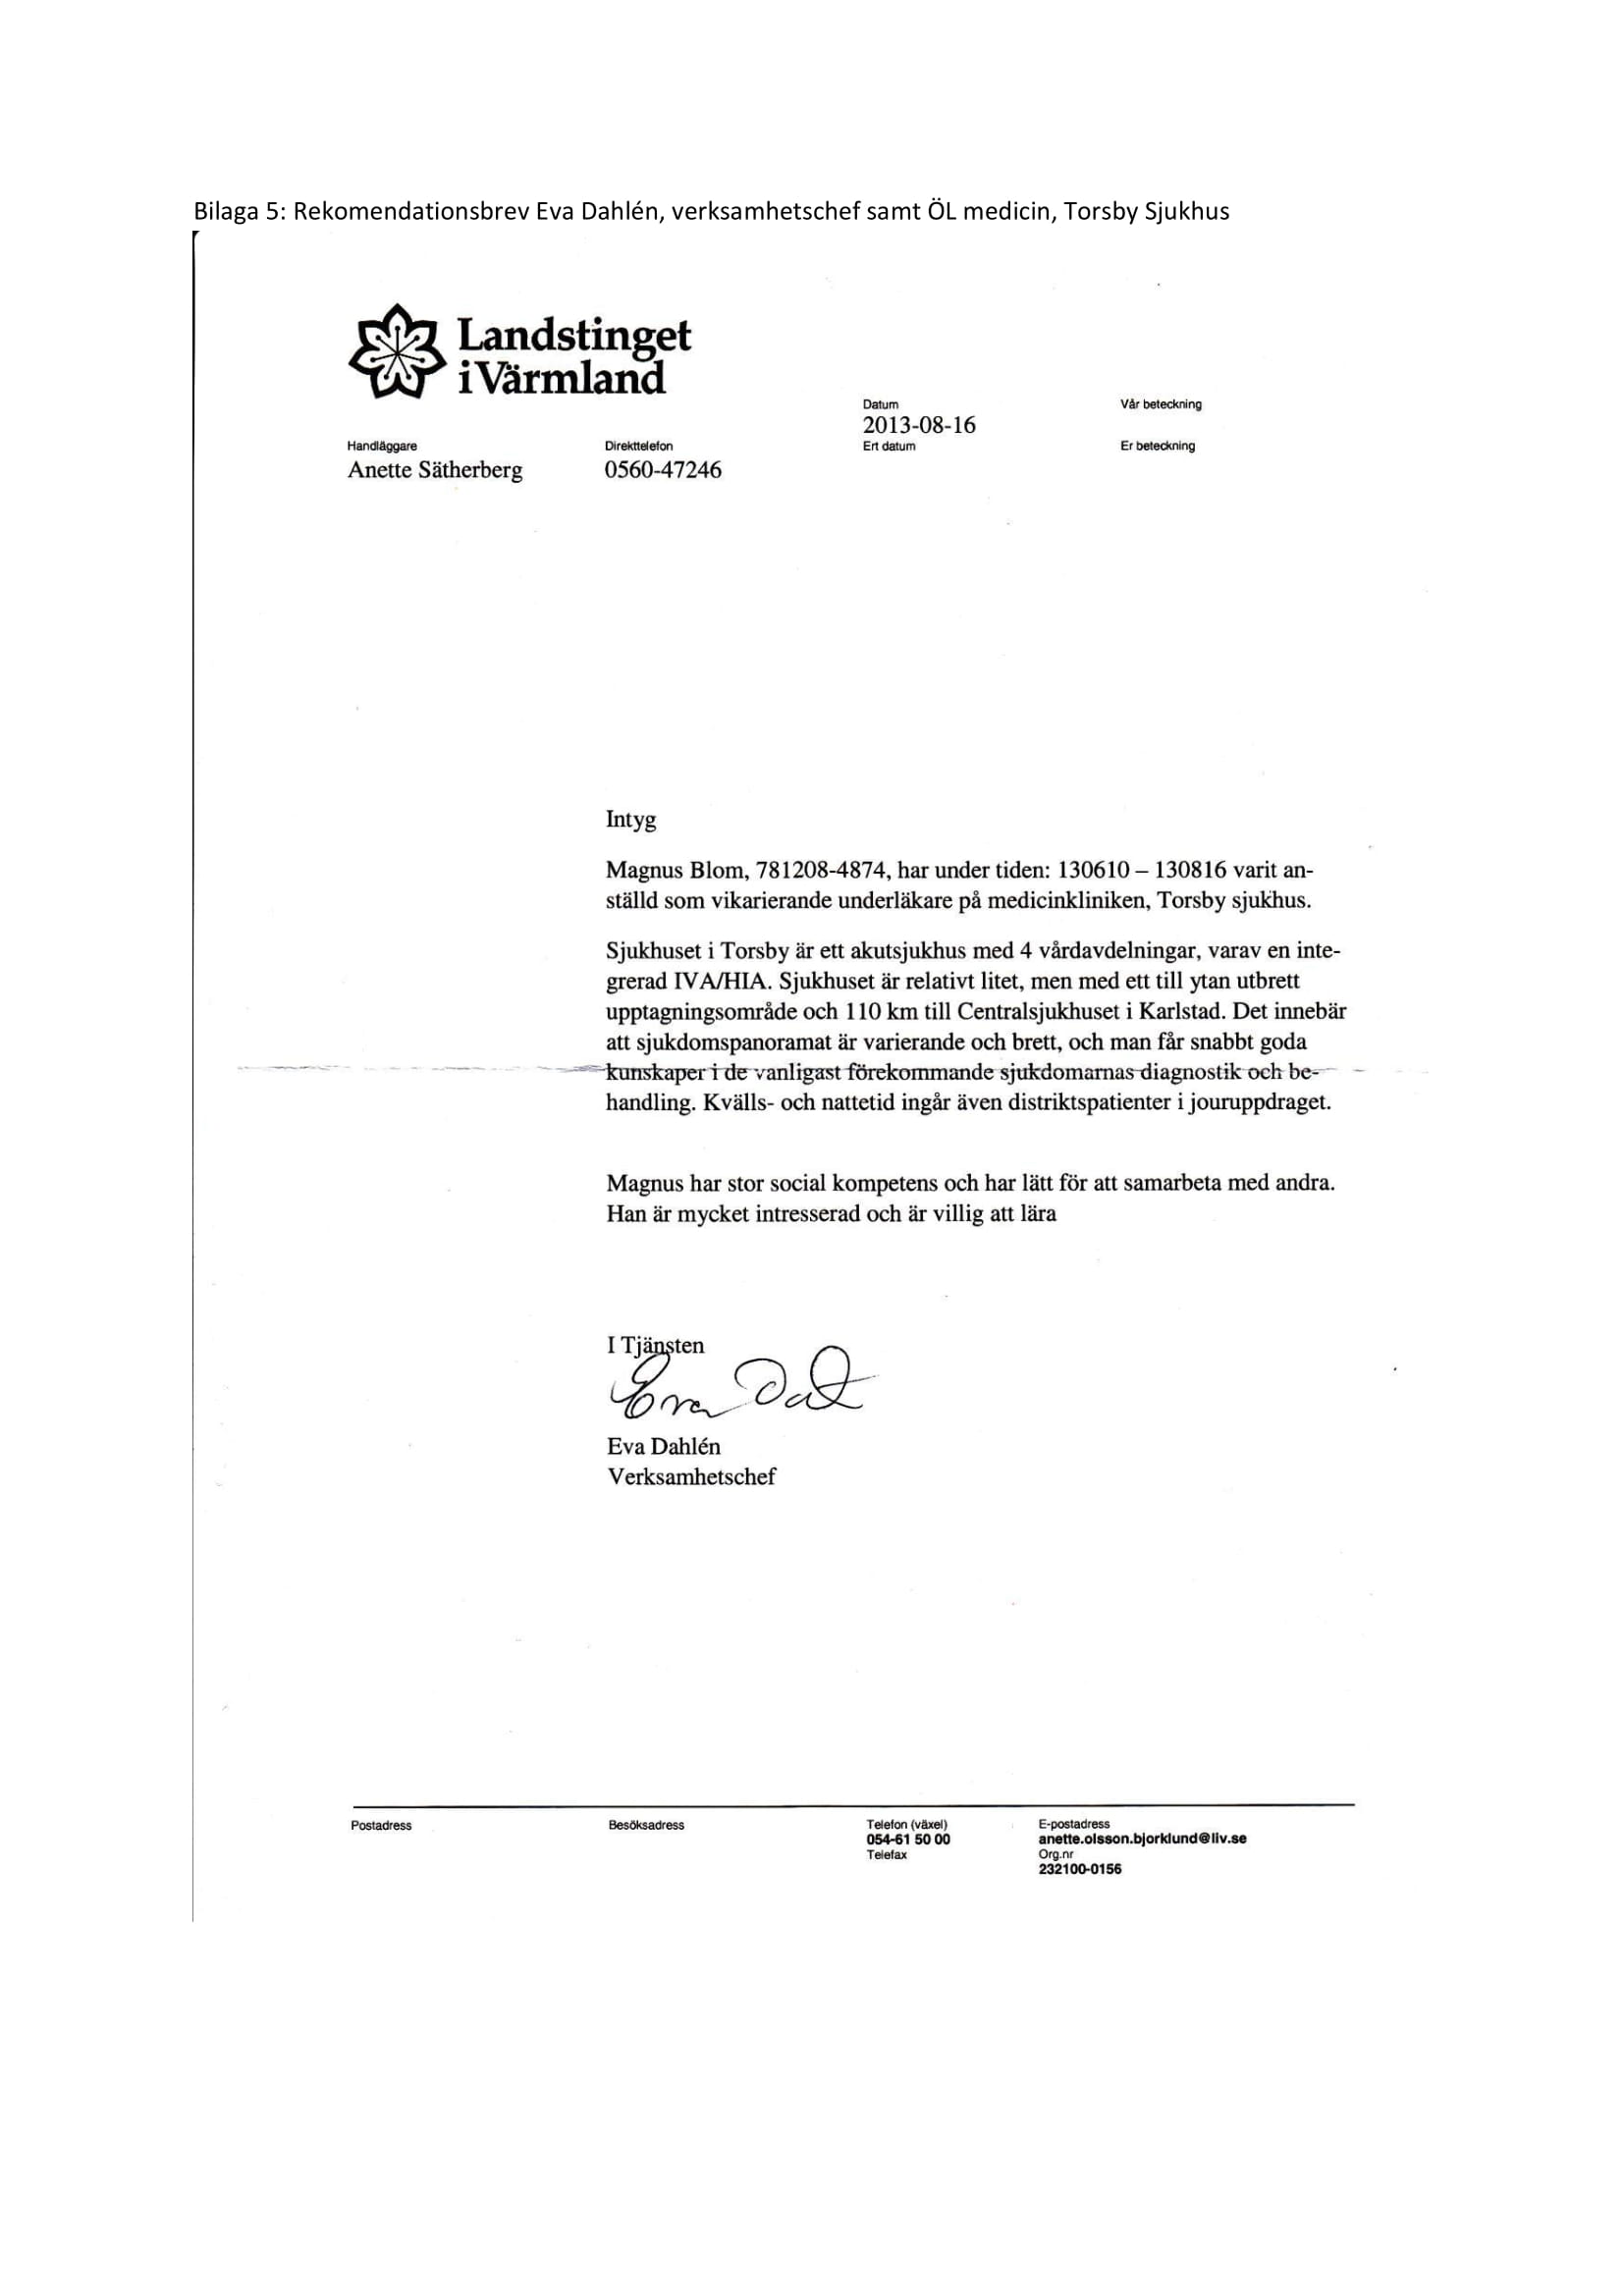 Bilaga 5: Rekomendationsbrev Eva Dahlén, verksamhetschef samt ÖL medicin, Torsby Sjukhus
Landstinget
i Värmland
Datum
2013-08-16
Vår beteckning
Handläggare
Anette Sätherberg
Direkttelefon
0560-47246
Ert datum
Er beteckning
Intyg
Magnus Blom, 781208-4874, har under tiden: 130610 – 130816 varit an-
ställd som vikarierande underläkare på medicinkliniken, Torsby sjukhus.
Sjukhuset i Torsby är ett akutsjukhus med 4 vårdavdelningar, varav en inte-
grerad IVA/HIA. Sjukhuset är relativt litet, men med ett till ytan utbrett
upptagningsområde och 110 km till Centralsjukhuset i Karlstad. Det innebär
att sjukdomspanoramat är varierande och brett, och man får snabbt goda
kunskaper i de vanligast förekommande sjukdomarnas diagnostik och be-
handling. Kvälls- och nattetid ingår även distriktspatienter i jouruppdraget.
Magnus har stor social kompetens och har lätt för att samarbeta med andra.
Han är mycket intresserad och är villig att lära
I Tjänsten
Eva Dahlén
Verksamhetschef
Postadress
Besöksadress
Telefon (växel)
054-61 50 00
Telefax
E-postadress
anette.olsson.bjorklund@liv.se
Org.nr
232100-0156